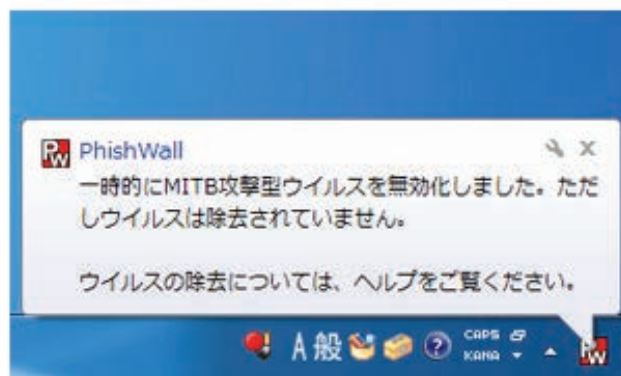 PhishWall
一時的にMITB攻撃型ウイルスを無効化しました。ただ
しウイルスは除去されていません。
ウイルスの除去については、ヘルプをご覧ください。
A 般 CAPS
KANA
PW